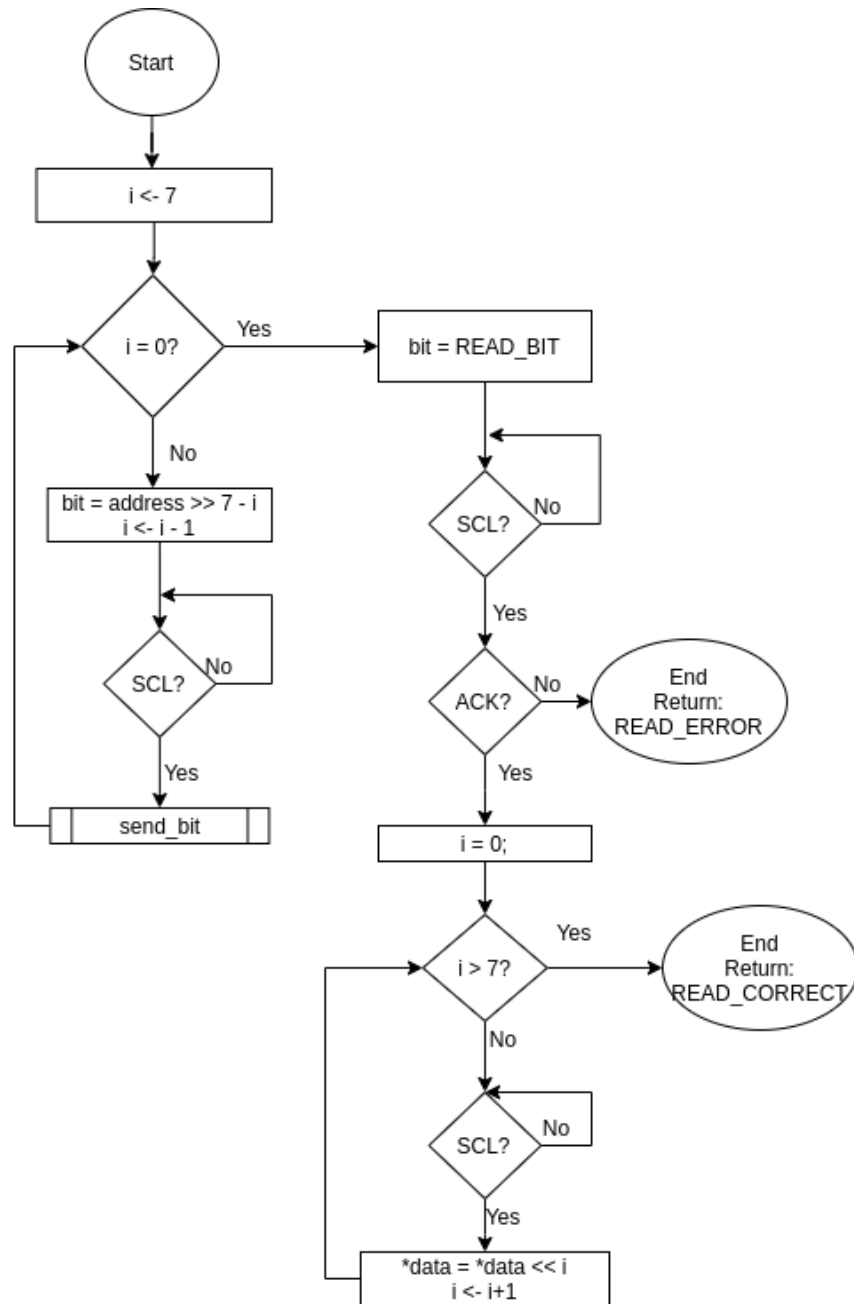 Start
i <- 7
i = 0?
Yes
No
bit = address >> 7 - i
i <- i - 1
SCL?
No
Yes
send_bit
bit = READ_BIT
SCL?
No
Yes
ACK?
No
End
Return:
READ_ERROR
Yes
i = 0;
i > 7?
Yes
End
Return:
READ_CORRECT
No
SCL?
No
Yes
*data = *data << i
i <- i+1